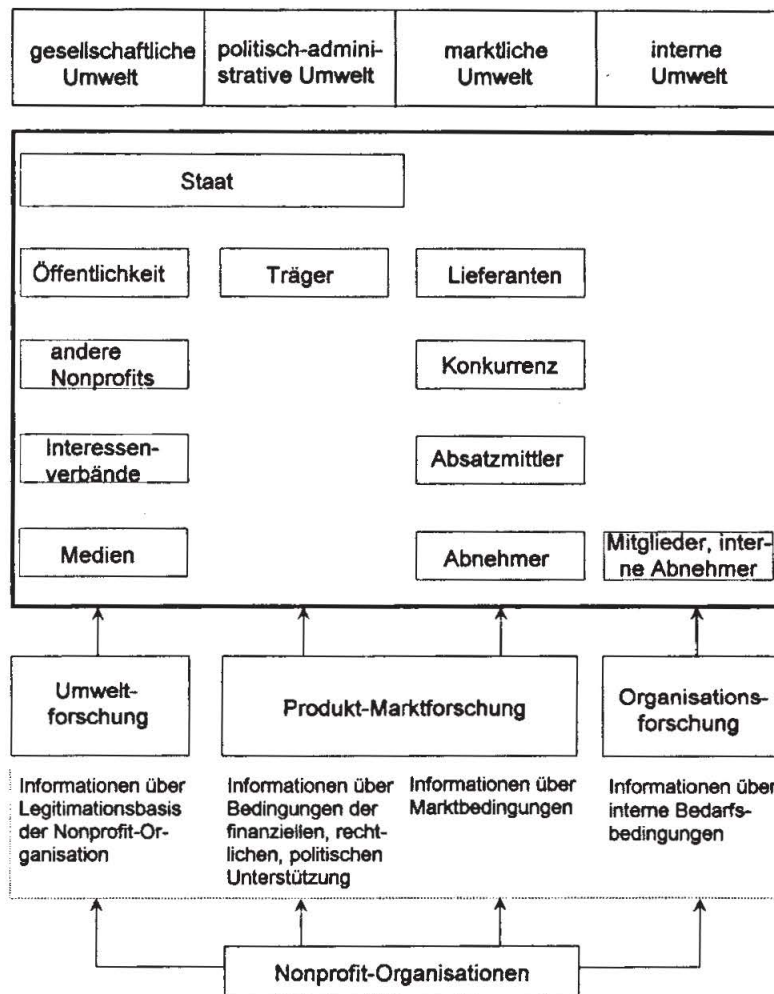 gesellschaftliche
Umwelt
politisch-admini-
strative Umwelt
marktliche
Umwelt
interne
Umwelt
Staat
Öffentlichkeit
Träger
Lieferanten
andere
Nonprofits
Konkurrenz
Interessen-
verbände
Absatzmittler
Medien
Abnehmer
Mitglieder, inter-
ne Abnehmer
Umwelt-
forschung
Produkt-Marktforschung
Organisations-
forschung
Informationen über
Legitimationsbasis
der Nonprofit-Or-
ganisation
Informationen über
Bedingungen der
finanziellen, recht-
lichen, politischen
Unterstützung
Informationen über
Marktbedingungen
Informationen über
interne Bedarfs-
bedingungen
Nonprofit-Organisationen